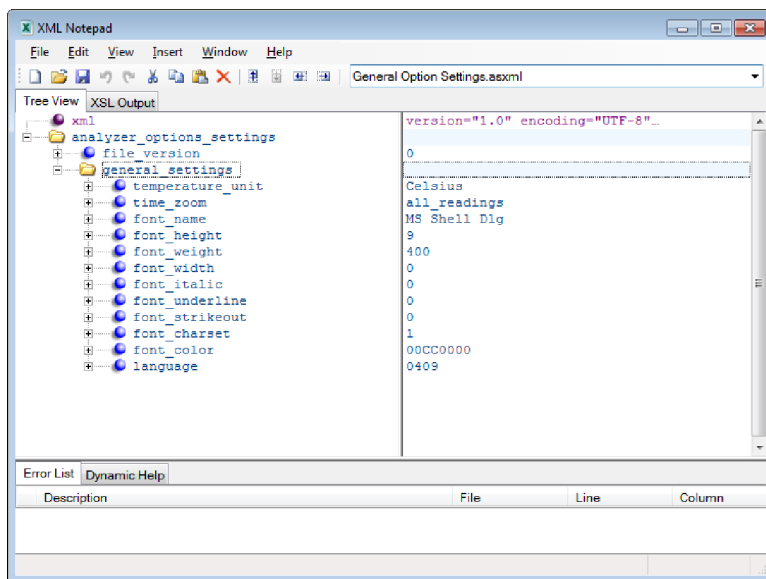 XML Notepad
File Edit View Insert Window Help
General Option Settings.asxml
Tree View XSL Output
xml version="1.0" encoding="UTF-8"...
analyzer_options_settings
file_version 0
general_settings
temperature_unit Celsius
time_zoom all_readings
font_name MS Shell Dlg
font_height 9
font_weight 400
font_width 0
font_italic 0
font_underline 0
font_strikeout 0
font_charset 1
font_color 00CC0000
language 0409
Error List Dynamic Help
Description File Line Column